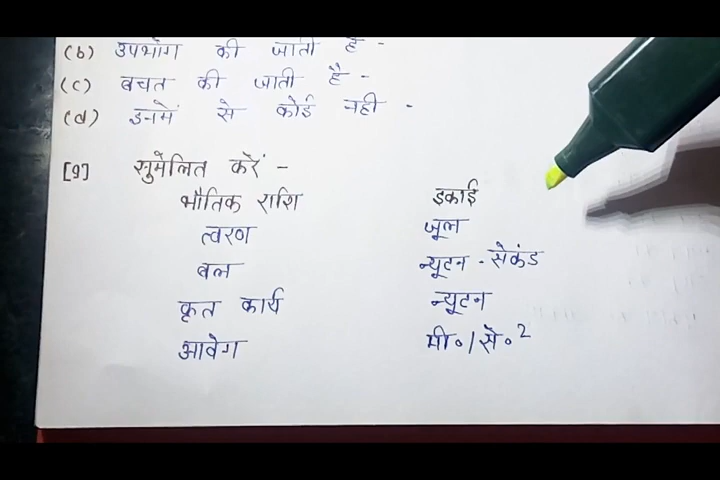 (b) उपभोग की जाती है -
(c) बचत की जाती है -
(d) इनमें से कोई नही -
[9] सुमेलित करें -
भौतिक राशि इकाई
त्वरण जूल
बल न्यूटन - सेकंड
कृत कार्य न्यूटन
आवेग मी०/से०²